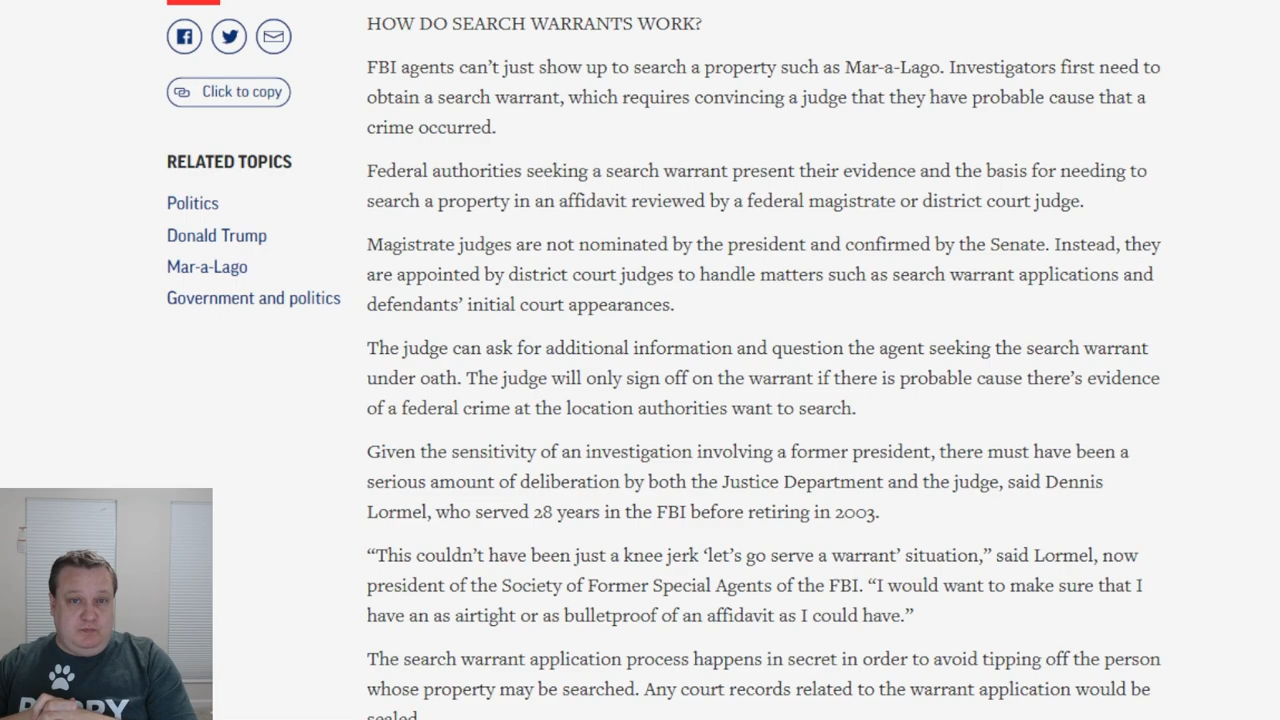 HOW DO SEARCH WARRANTS WORK?
FBI agents can’t just show up to search a property such as Mar-a-Lago. Investigators first need to
obtain a search warrant, which requires convincing a judge that they have probable cause that a
crime occurred.
Click to copy
RELATED TOPICS
Politics
Donald Trump
Mar-a-Lago
Government and politics
Federal authorities seeking a search warrant present their evidence and the basis for needing to
search a property in an affidavit reviewed by a federal magistrate or district court judge.
Magistrate judges are not nominated by the president and confirmed by the Senate. Instead, they
are appointed by district court judges to handle matters such as search warrant applications and
defendants’ initial court appearances.
The judge can ask for additional information and question the agent seeking the search warrant
under oath. The judge will only sign off on the warrant if there is probable cause there’s evidence
of a federal crime at the location authorities want to search.
Given the sensitivity of an investigation involving a former president, there must have been a
serious amount of deliberation by both the Justice Department and the judge, said Dennis
Lormel, who served 28 years in the FBI before retiring in 2003.
“This couldn’t have been just a knee jerk ‘let’s go serve a warrant’ situation,” said Lormel, now
president of the Society of Former Special Agents of the FBI. “I would want to make sure that I
have an as airtight or as bulletproof of an affidavit as I could have.”
The search warrant application process happens in secret in order to avoid tipping off the person
whose property may be searched. Any court records related to the warrant application would be
sealed